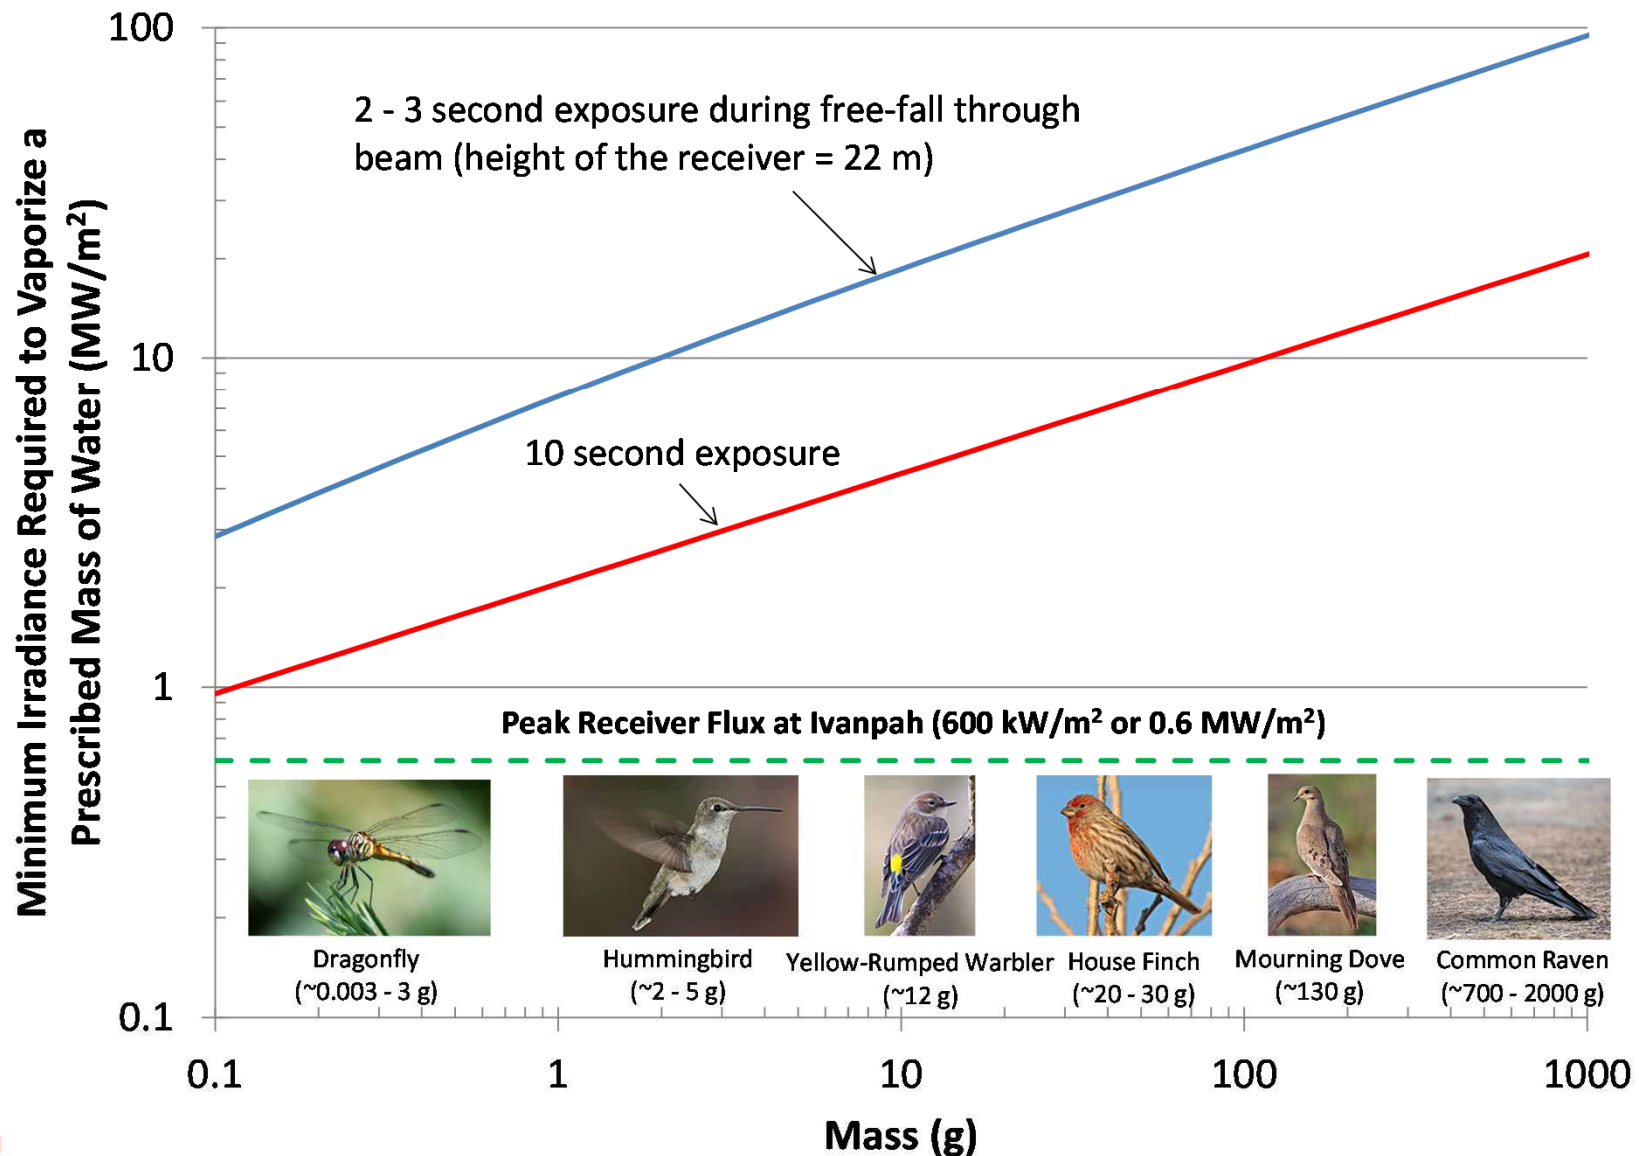 Minimum Irradiance Required to Vaporize a
Prescribed Mass of Water (MW/m²)
100
10
1
0.1
2 - 3 second exposure during free-fall through
beam (height of the receiver = 22 m)
10 second exposure
Peak Receiver Flux at Ivanpah (600 kW/m² or 0.6 MW/m²)
Dragonfly
(~0.003 - 3 g)
Hummingbird
(~2 - 5 g)
Yellow-Rumped Warbler
(~12 g)
House Finch
(~20 - 30 g)
Mourning Dove
(~130 g)
Common Raven
(~700 - 2000 g)
0.1 1 10 100 1000
Mass (g)